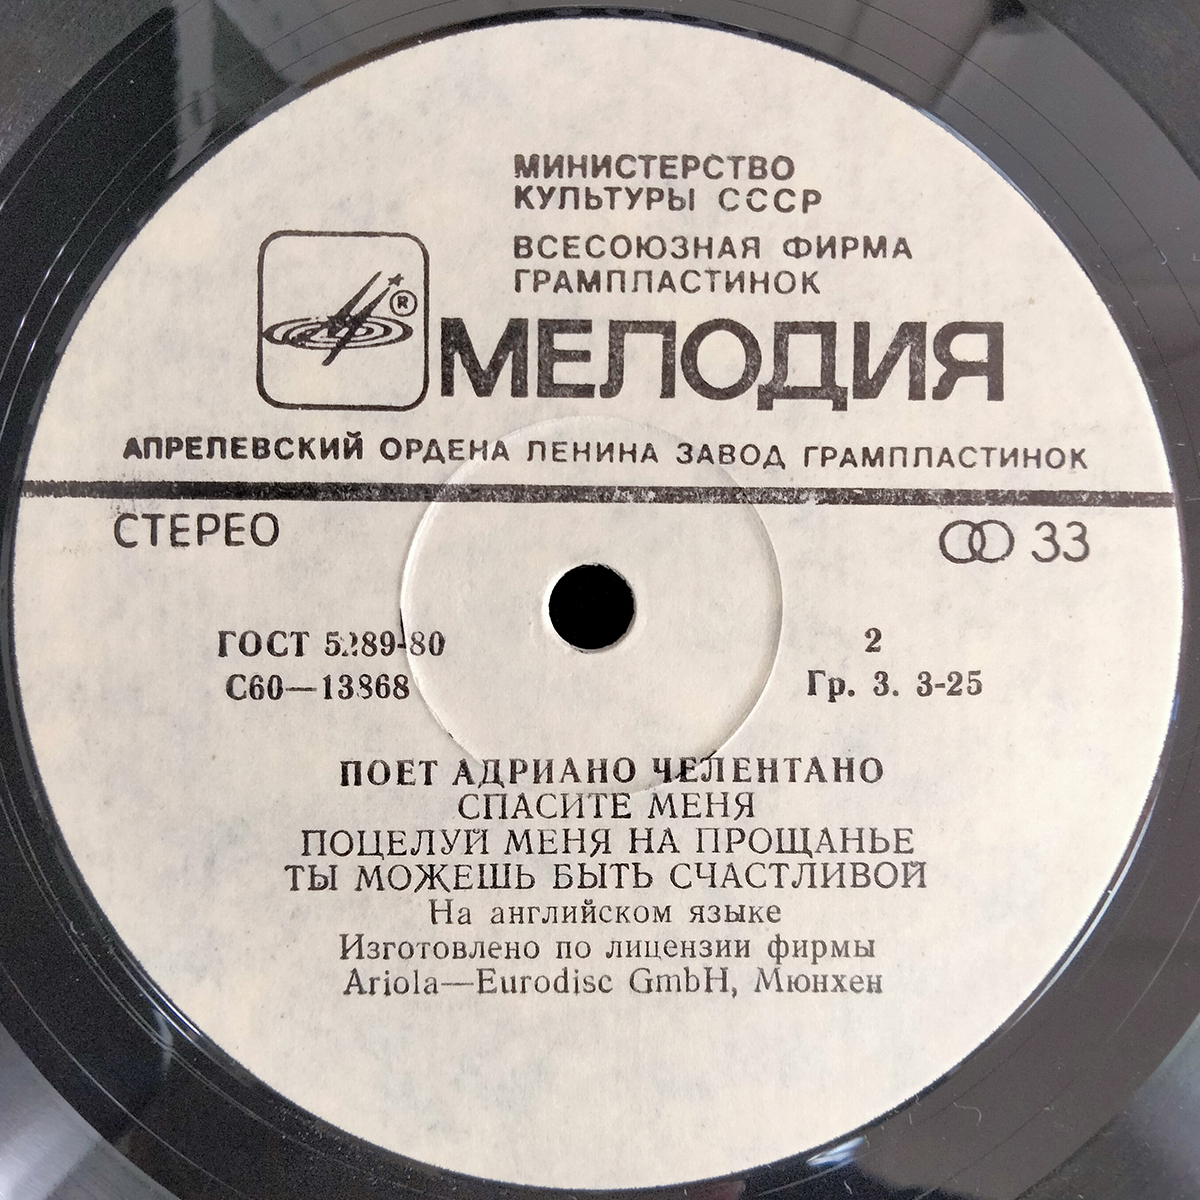 МИНИСТЕРСТВО
КУЛЬТУРЫ СССР
ВСЕСОЮЗНАЯ ФИРМА
ГРАМПЛАСТИНОК
®
МЕЛОДИЯ
АПРЕЛЕВСКИЙ ОРДЕНА ЛЕНИНА ЗАВОД ГРАМПЛАСТИНОК
СТЕРЕО
33
ГОСТ 5289-80
2
С60—13868
Гр. 3. 3-25
ПОЕТ АДРИАНО ЧЕЛЕНТАНО
СПАСИТЕ МЕНЯ
ПОЦЕЛУЙ МЕНЯ НА ПРОЩАНЬЕ
ТЫ МОЖЕШЬ БЫТЬ СЧАСТЛИВОЙ
На английском языке
Изготовлено по лицензии фирмы
Ariola—Eurodisc GmbH, Мюнхен